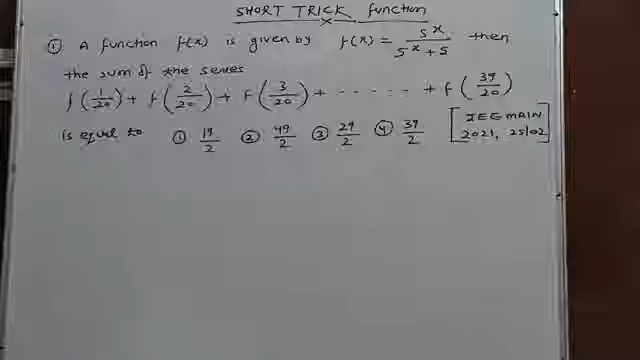 SHORT TRICK function
① A function f(x) is given by f(x) = 5^x / (5^x + 5) then
the sum of the series
f(1/20) + f(2/20) + f(3/20) + - - - - - + f(39/20)
is equal to ① 19/2 ② 49/2 ③ 29/2 ④ 39/2 [JEE MAIN 2021, 25/02]